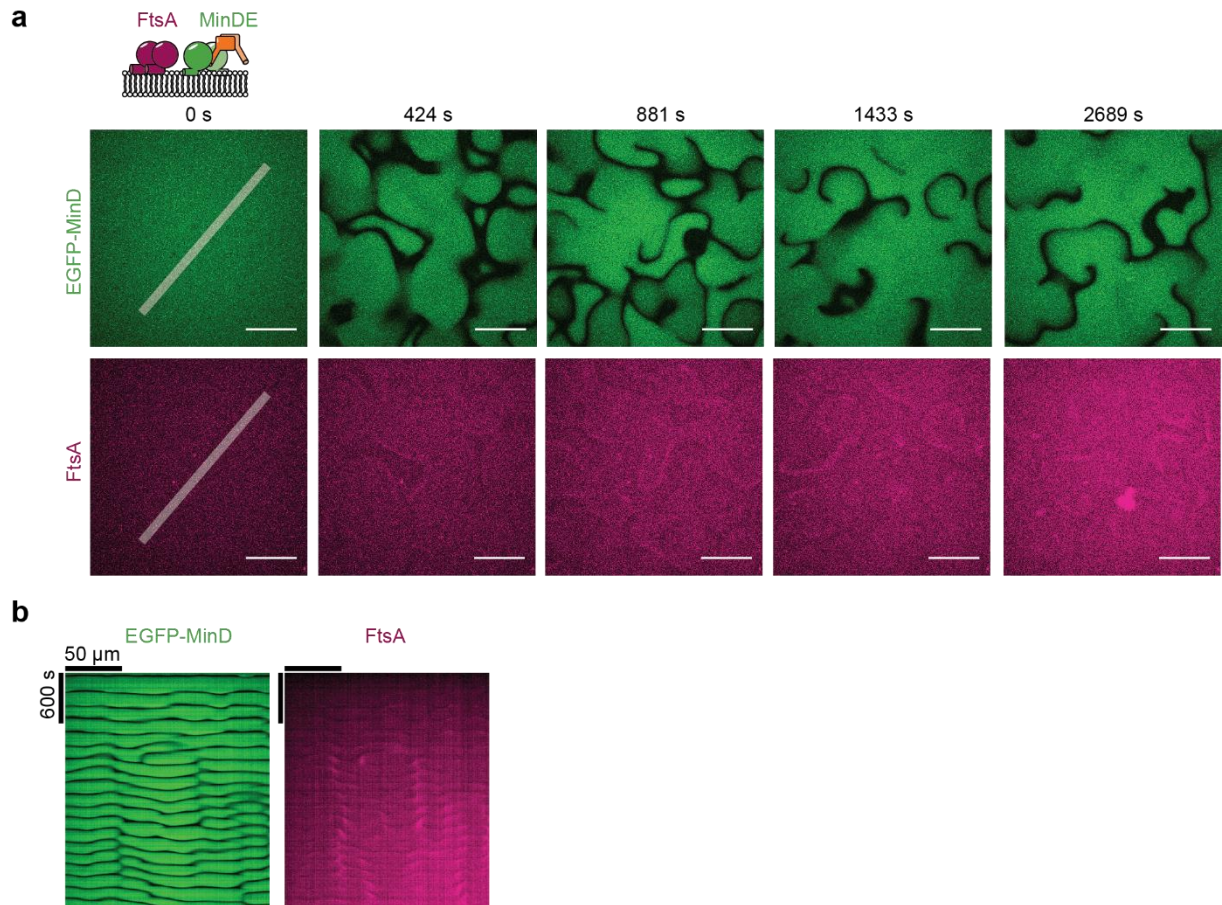 a
FtsA MinDE
0 s 424 s 881 s 1433 s 2689 s
EGFP-MinD
FtsA
b
EGFP-MinD FtsA
50 µm
600 s